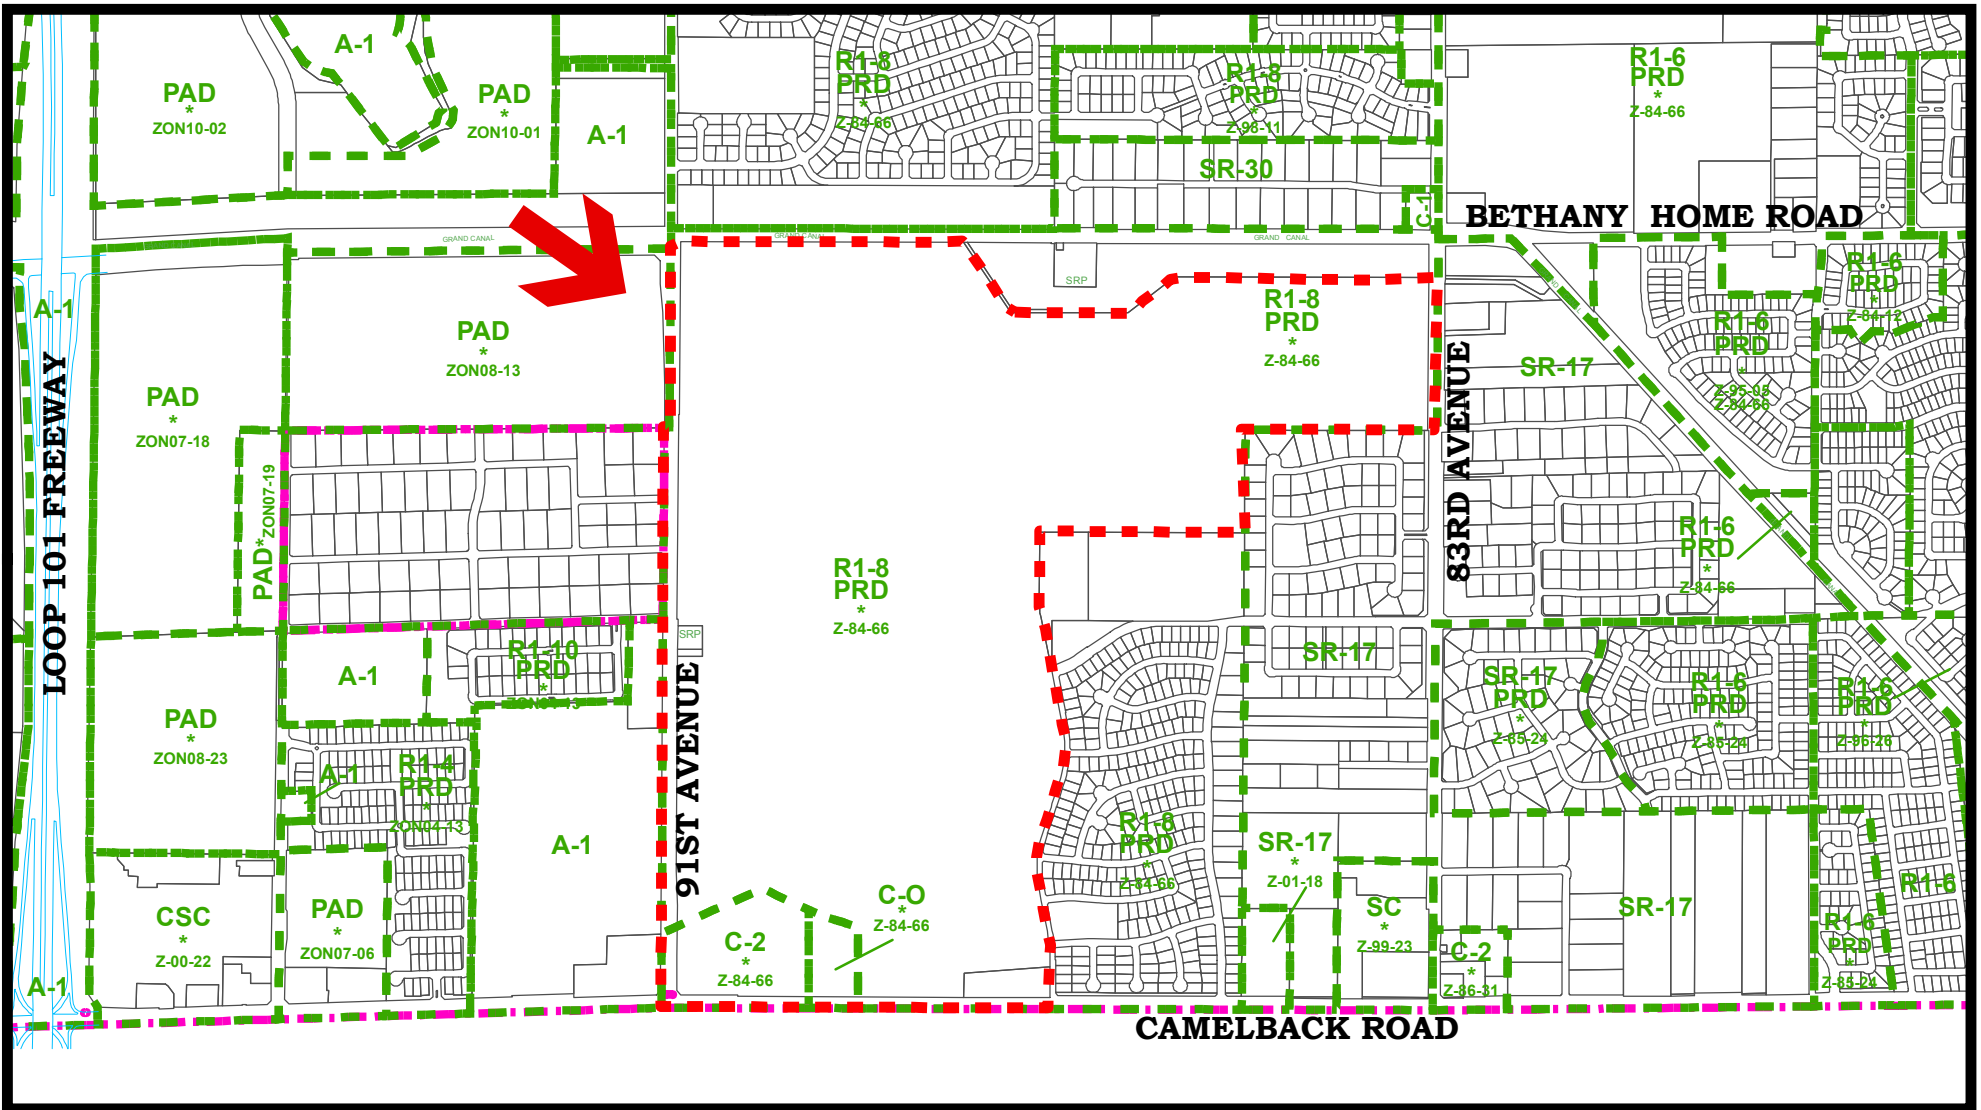 A-1
PAD
*
ZON10-02
PAD
*
ZON10-01
A-1
R1-8
PRD
*
Z-84-66
R1-8
PRD
*
Z-98-11
SR-30
C-1
R1-6
PRD
*
Z-84-66
BETHANY HOME ROAD
GRAND CANAL
GRAND CANAL
GRAND CANAL
SRP
A-1
LOOP 101 FREEWAY
PAD
*
ZON08-13
PAD
*
ZON07-18
PAD*
ZON07-19
R1-8
PRD
*
Z-84-66
83RD AVENUE
SR-17
R1-6
PRD
*
Z-95-05
Z-84-66
R1-6
PRD
*
Z-84-12
R1-6
PRD
*
Z-84-66
R1-8
PRD
*
Z-84-66
SRP
91ST AVENUE
A-1
R1-10
PRD
*
PAD
*
ZON08-23
A-1
R1-4
PRD
*
ZON04-13
A-1
SR-17
SR-17
PRD
*
Z-85-24
R1-6
PRD
*
Z-85-24
R1-6
PRD
*
Z-96-26
R1-8
PRD
*
Z-84-66
SR-17
*
Z-01-18
CSC
*
Z-00-22
PAD
*
ZON07-06
C-2
*
Z-84-66
C-O
*
Z-84-66
SC
*
Z-99-23
C-2
*
Z-86-31
SR-17
R1-6
R1-6
PRD
*
Z-85-24
A-1
CAMELBACK ROAD